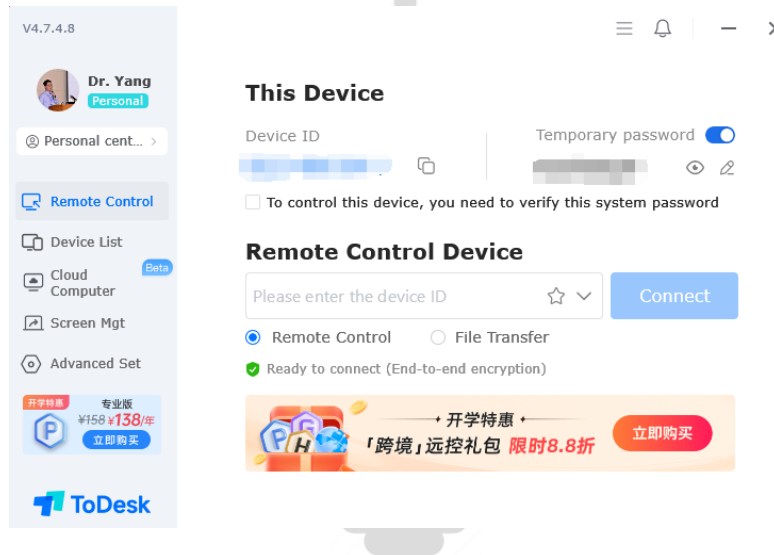 V4.7.4.8
Dr. Yang
Personal
Personal cent...
Remote Control
Device List
Cloud Computer
Beta
Screen Mgt
Advanced Set
开学特惠
专业版
¥158 ¥138/年
立即购买
ToDesk
This Device
Device ID
Temporary password
To control this device, you need to verify this system password
Remote Control Device
Please enter the device ID
Connect
Remote Control
File Transfer
Ready to connect (End-to-end encryption)
P G H
开学特惠
「跨境」远控礼包 限时8.8折
立即购买